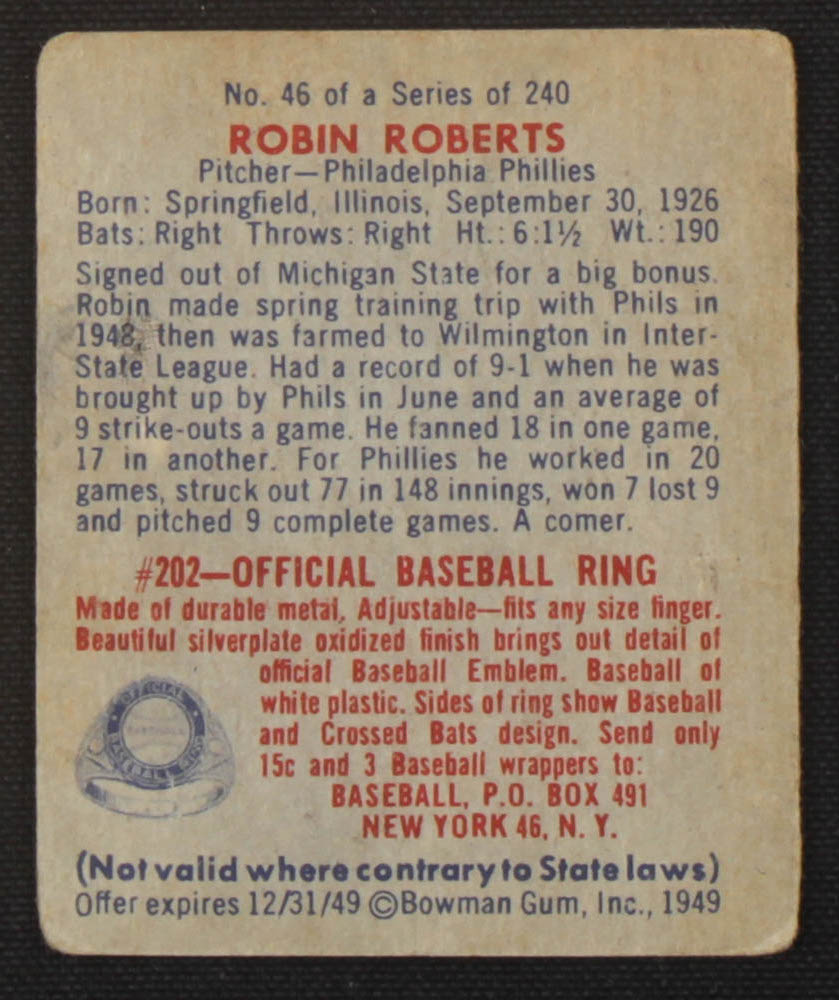 No. 46 of a Series of 240
ROBIN ROBERTS
Pitcher—Philadelphia Phillies
Born: Springfield, Illinois, September 30, 1926
Bats: Right Throws: Right Ht.: 6:1½ Wt.: 190
Signed out of Michigan State for a big bonus.
Robin made spring training trip with Phils in
1948, then was farmed to Wilmington in Inter-
State League. Had a record of 9-1 when he was
brought up by Phils in June and an average of
9 strike-outs a game. He fanned 18 in one game,
17 in another. For Phillies he worked in 20
games, struck out 77 in 148 innings, won 7 lost 9
and pitched 9 complete games. A comer.
#202—OFFICIAL BASEBALL RING
Made of durable metal, Adjustable—fits any size finger.
Beautiful silverplate oxidized finish brings out detail of
official Baseball Emblem. Baseball of
white plastic. Sides of ring show Baseball
and Crossed Bats design. Send only
15c and 3 Baseball wrappers to:
BASEBALL, P.O. BOX 491
NEW YORK 46, N. Y.
OFFICIAL
BASEBALL RING
(Not valid where contrary to State laws)
Offer expires 12/31/49 ©Bowman Gum, Inc., 1949